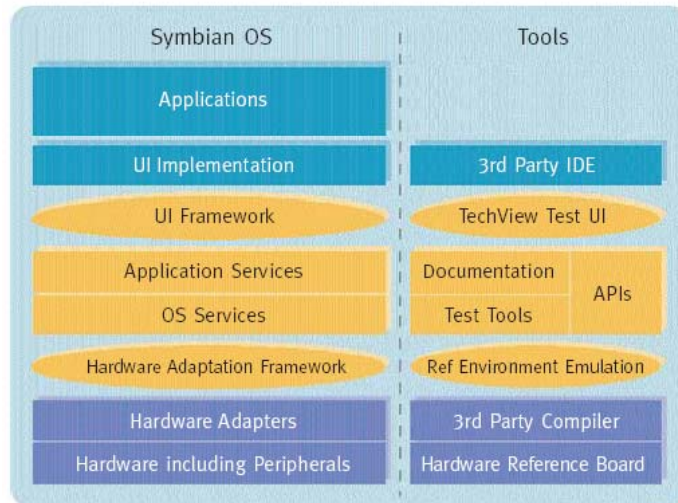 Symbian OS
Applications
UI Implementation
UI Framework
Application Services
OS Services
Hardware Adaptation Framework
Hardware Adapters
Hardware including Peripherals
Tools
3rd Party IDE
TechView Test UI
Documentation
Test Tools
APIs
Ref Environment Emulation
3rd Party Compiler
Hardware Reference Board